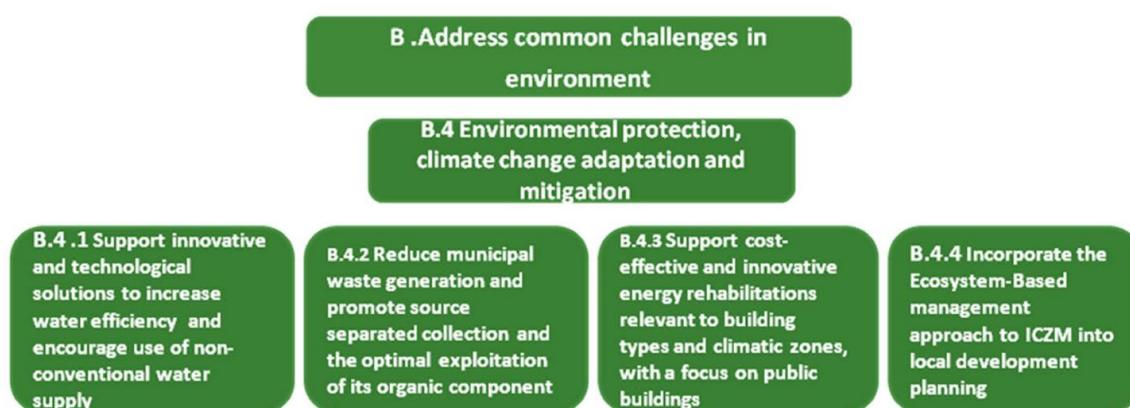 B .Address common challenges in
environment
B.4 Environmental protection,
climate change adaptation and
mitigation
B.4 .1 Support innovative
and technological
solutions to increase
water efficiency and
encourage use of non-
conventional water
supply
B.4.2 Reduce municipal
waste generation and
promote source
separated collection and
the optimal exploitation
of its organic component
B.4.3 Support cost-
effective and innovative
energy rehabilitations
relevant to building
types and climatic zones,
with a focus on public
buildings
B.4.4 Incorporate the
Ecosystem-Based
management
approach to ICZM into
local development
planning